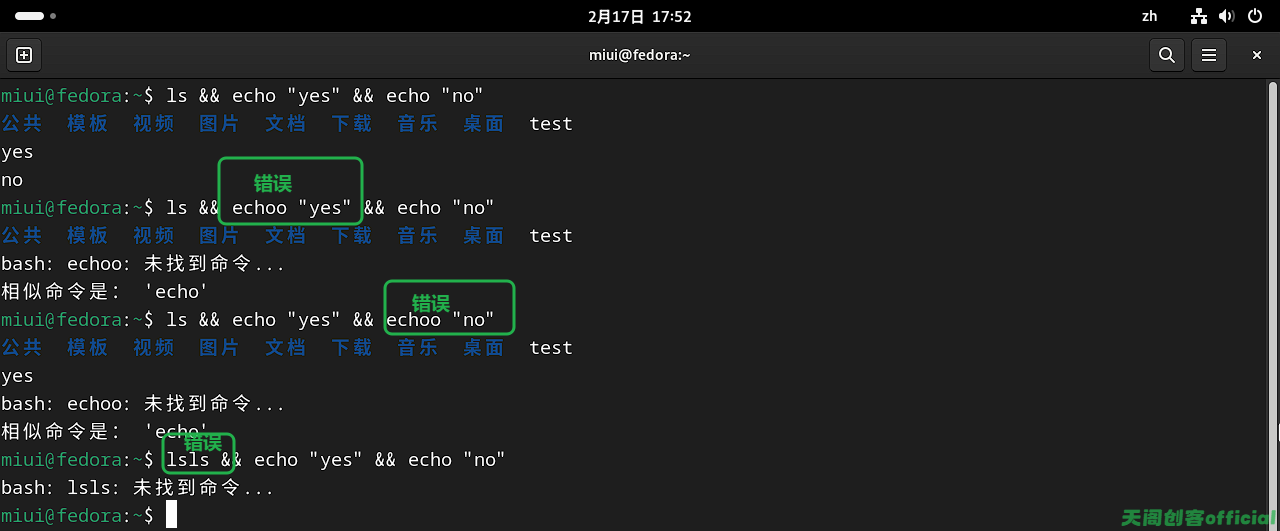 2月17日 17:52
zh
miui@fedora:~
miui@fedora:~$ ls && echo "yes" && echo "no"
公共 模板 视频 图片 文档 下载 音乐 桌面 test
yes
no
错误
miui@fedora:~$ ls && echoo "yes" && echo "no"
公共 模板 视频 图片 文档 下载 音乐 桌面 test
bash: echoo: 未找到命令...
相似命令是： 'echo'
错误
miui@fedora:~$ ls && echo "yes" && echoo "no"
公共 模板 视频 图片 文档 下载 音乐 桌面 test
yes
bash: echoo: 未找到命令...
相似命令是： 'echo'
错误
miui@fedora:~$ lsls && echo "yes" && echo "no"
bash: lsls: 未找到命令...
miui@fedora:~$
天阁创客official